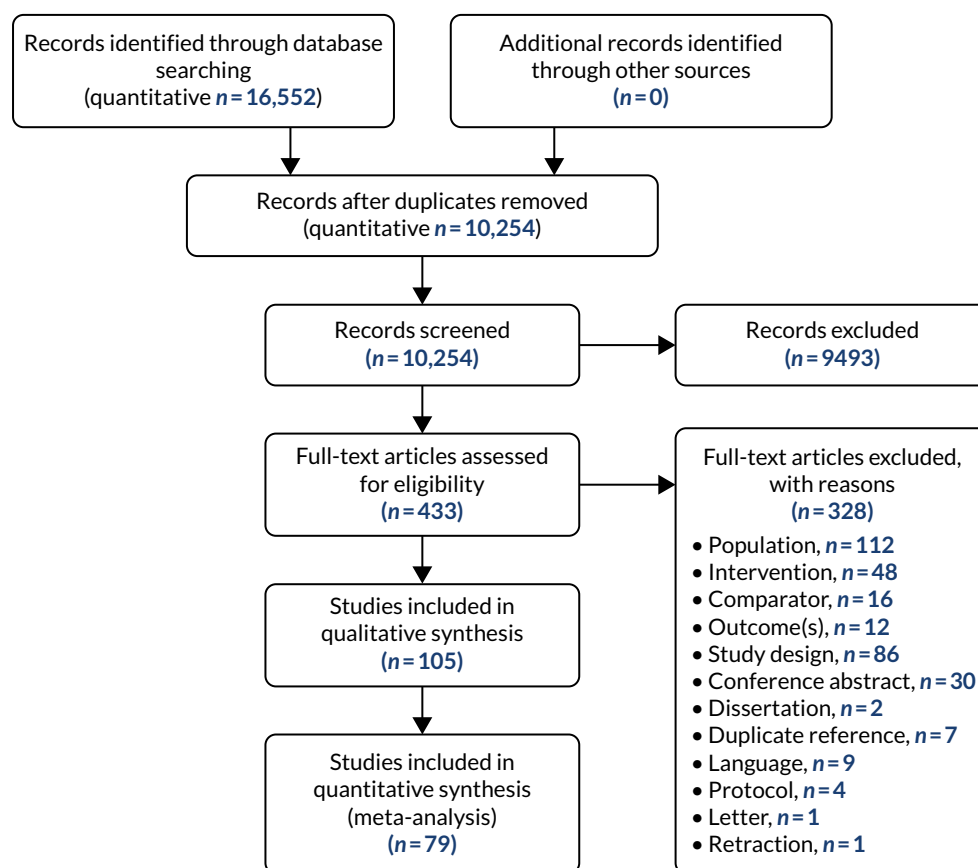 Records identified through database
searching
(quantitative n = 16,552)
Additional records identified
through other sources
(n = 0)
Records after duplicates removed
(quantitative n = 10,254)
Records screened
(n = 10,254)
Records excluded
(n = 9493)
Full-text articles assessed
for eligibility
(n = 433)
Full-text articles excluded,
with reasons
(n = 328)
• Population, n = 112
• Intervention, n = 48
• Comparator, n = 16
• Outcome(s), n = 12
• Study design, n = 86
• Conference abstract, n = 30
• Dissertation, n = 2
• Duplicate reference, n = 7
• Language, n = 9
• Protocol, n = 4
• Letter, n = 1
• Retraction, n = 1
Studies included in
qualitative synthesis
(n = 105)
Studies included in
quantitative synthesis
(meta-analysis)
(n = 79)